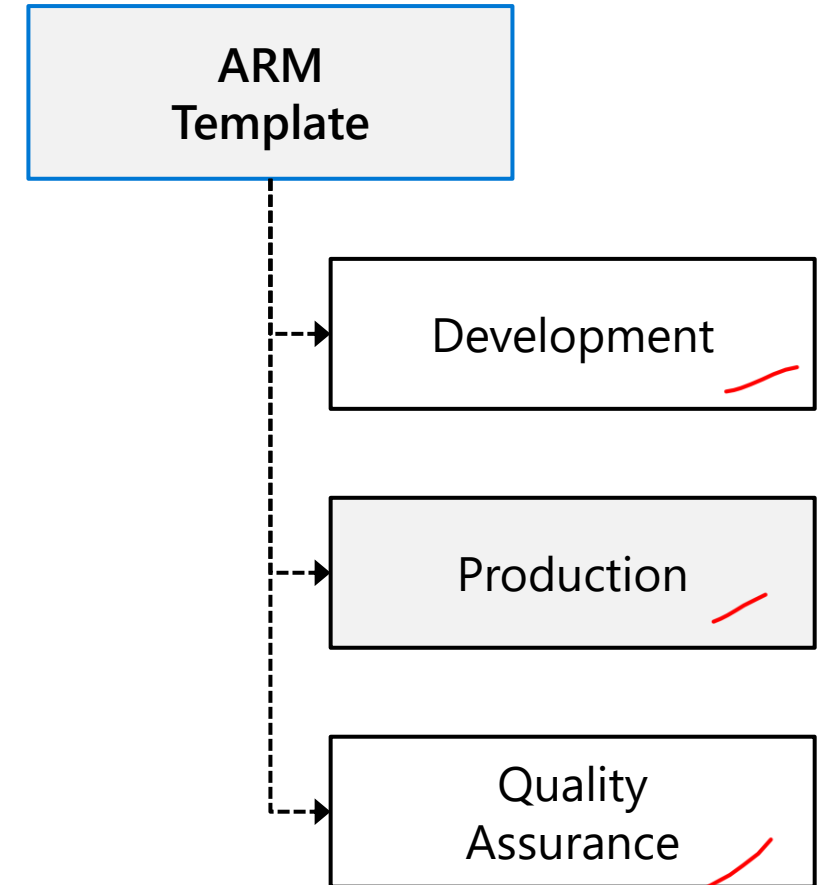 ARM
Template
Development
Production
Quality
Assurance